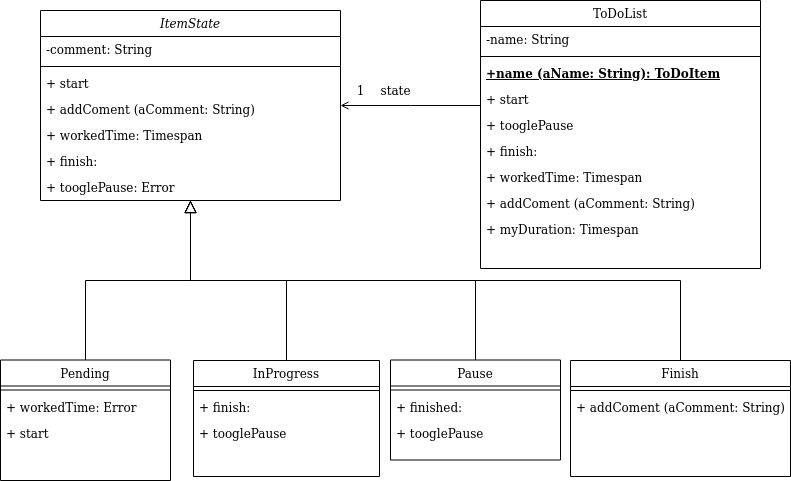 ItemState
-comment: String
+ start
+ addComent (aComment: String)
+ workedTime: Timespan
+ finish:
+ tooglePause: Error
1 state
ToDoList
-name: String
+name (aName: String): ToDoItem
+ start
+ tooglePause
+ finish:
+ workedTime: Timespan
+ addComent (aComment: String)
+ myDuration: Timespan
Pending
+ workedTime: Error
+ start
InProgress
+ finish:
+ tooglePause
Pause
+ finished:
+ tooglePause
Finish
+ addComent (aComment: String)